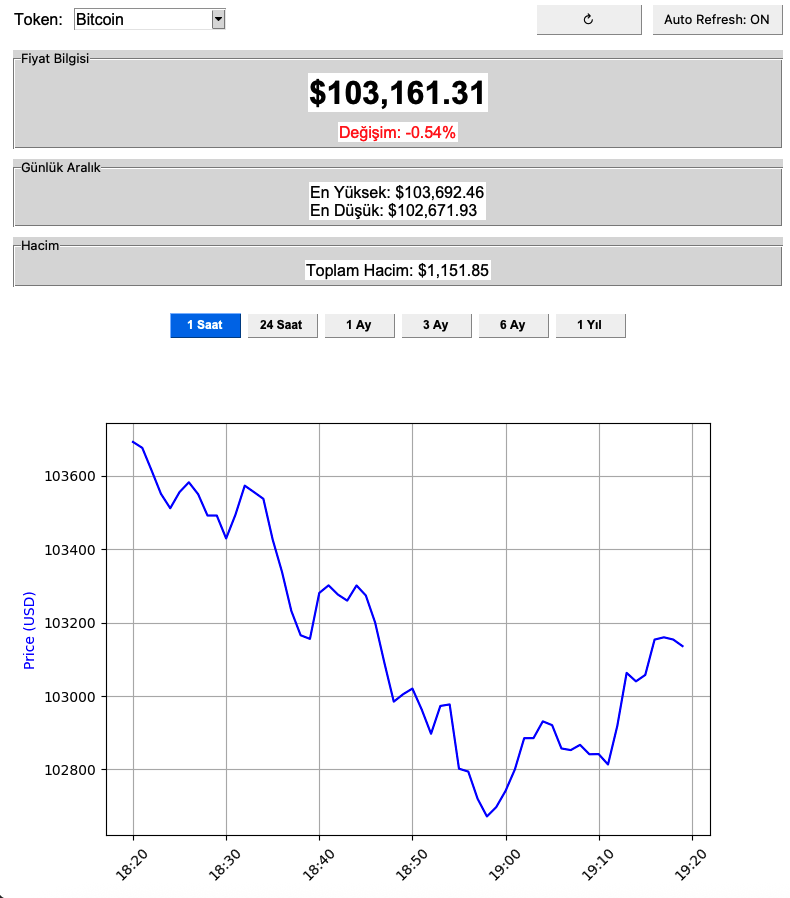 Token: Bitcoin ↻ Auto Refresh: ON
Fiyat Bilgisi
$103,161.31
Değişim: -0.54%
Günlük Aralık
En Yüksek: $103,692.46
En Düşük: $102,671.93
Hacim
Toplam Hacim: $1,151.85
1 Saat 24 Saat 1 Ay 3 Ay 6 Ay 1 Yıl
103600
103400
103200
103000
102800
Price (USD)
18:20 18:30 18:40 18:50 19:00 19:10 19:20